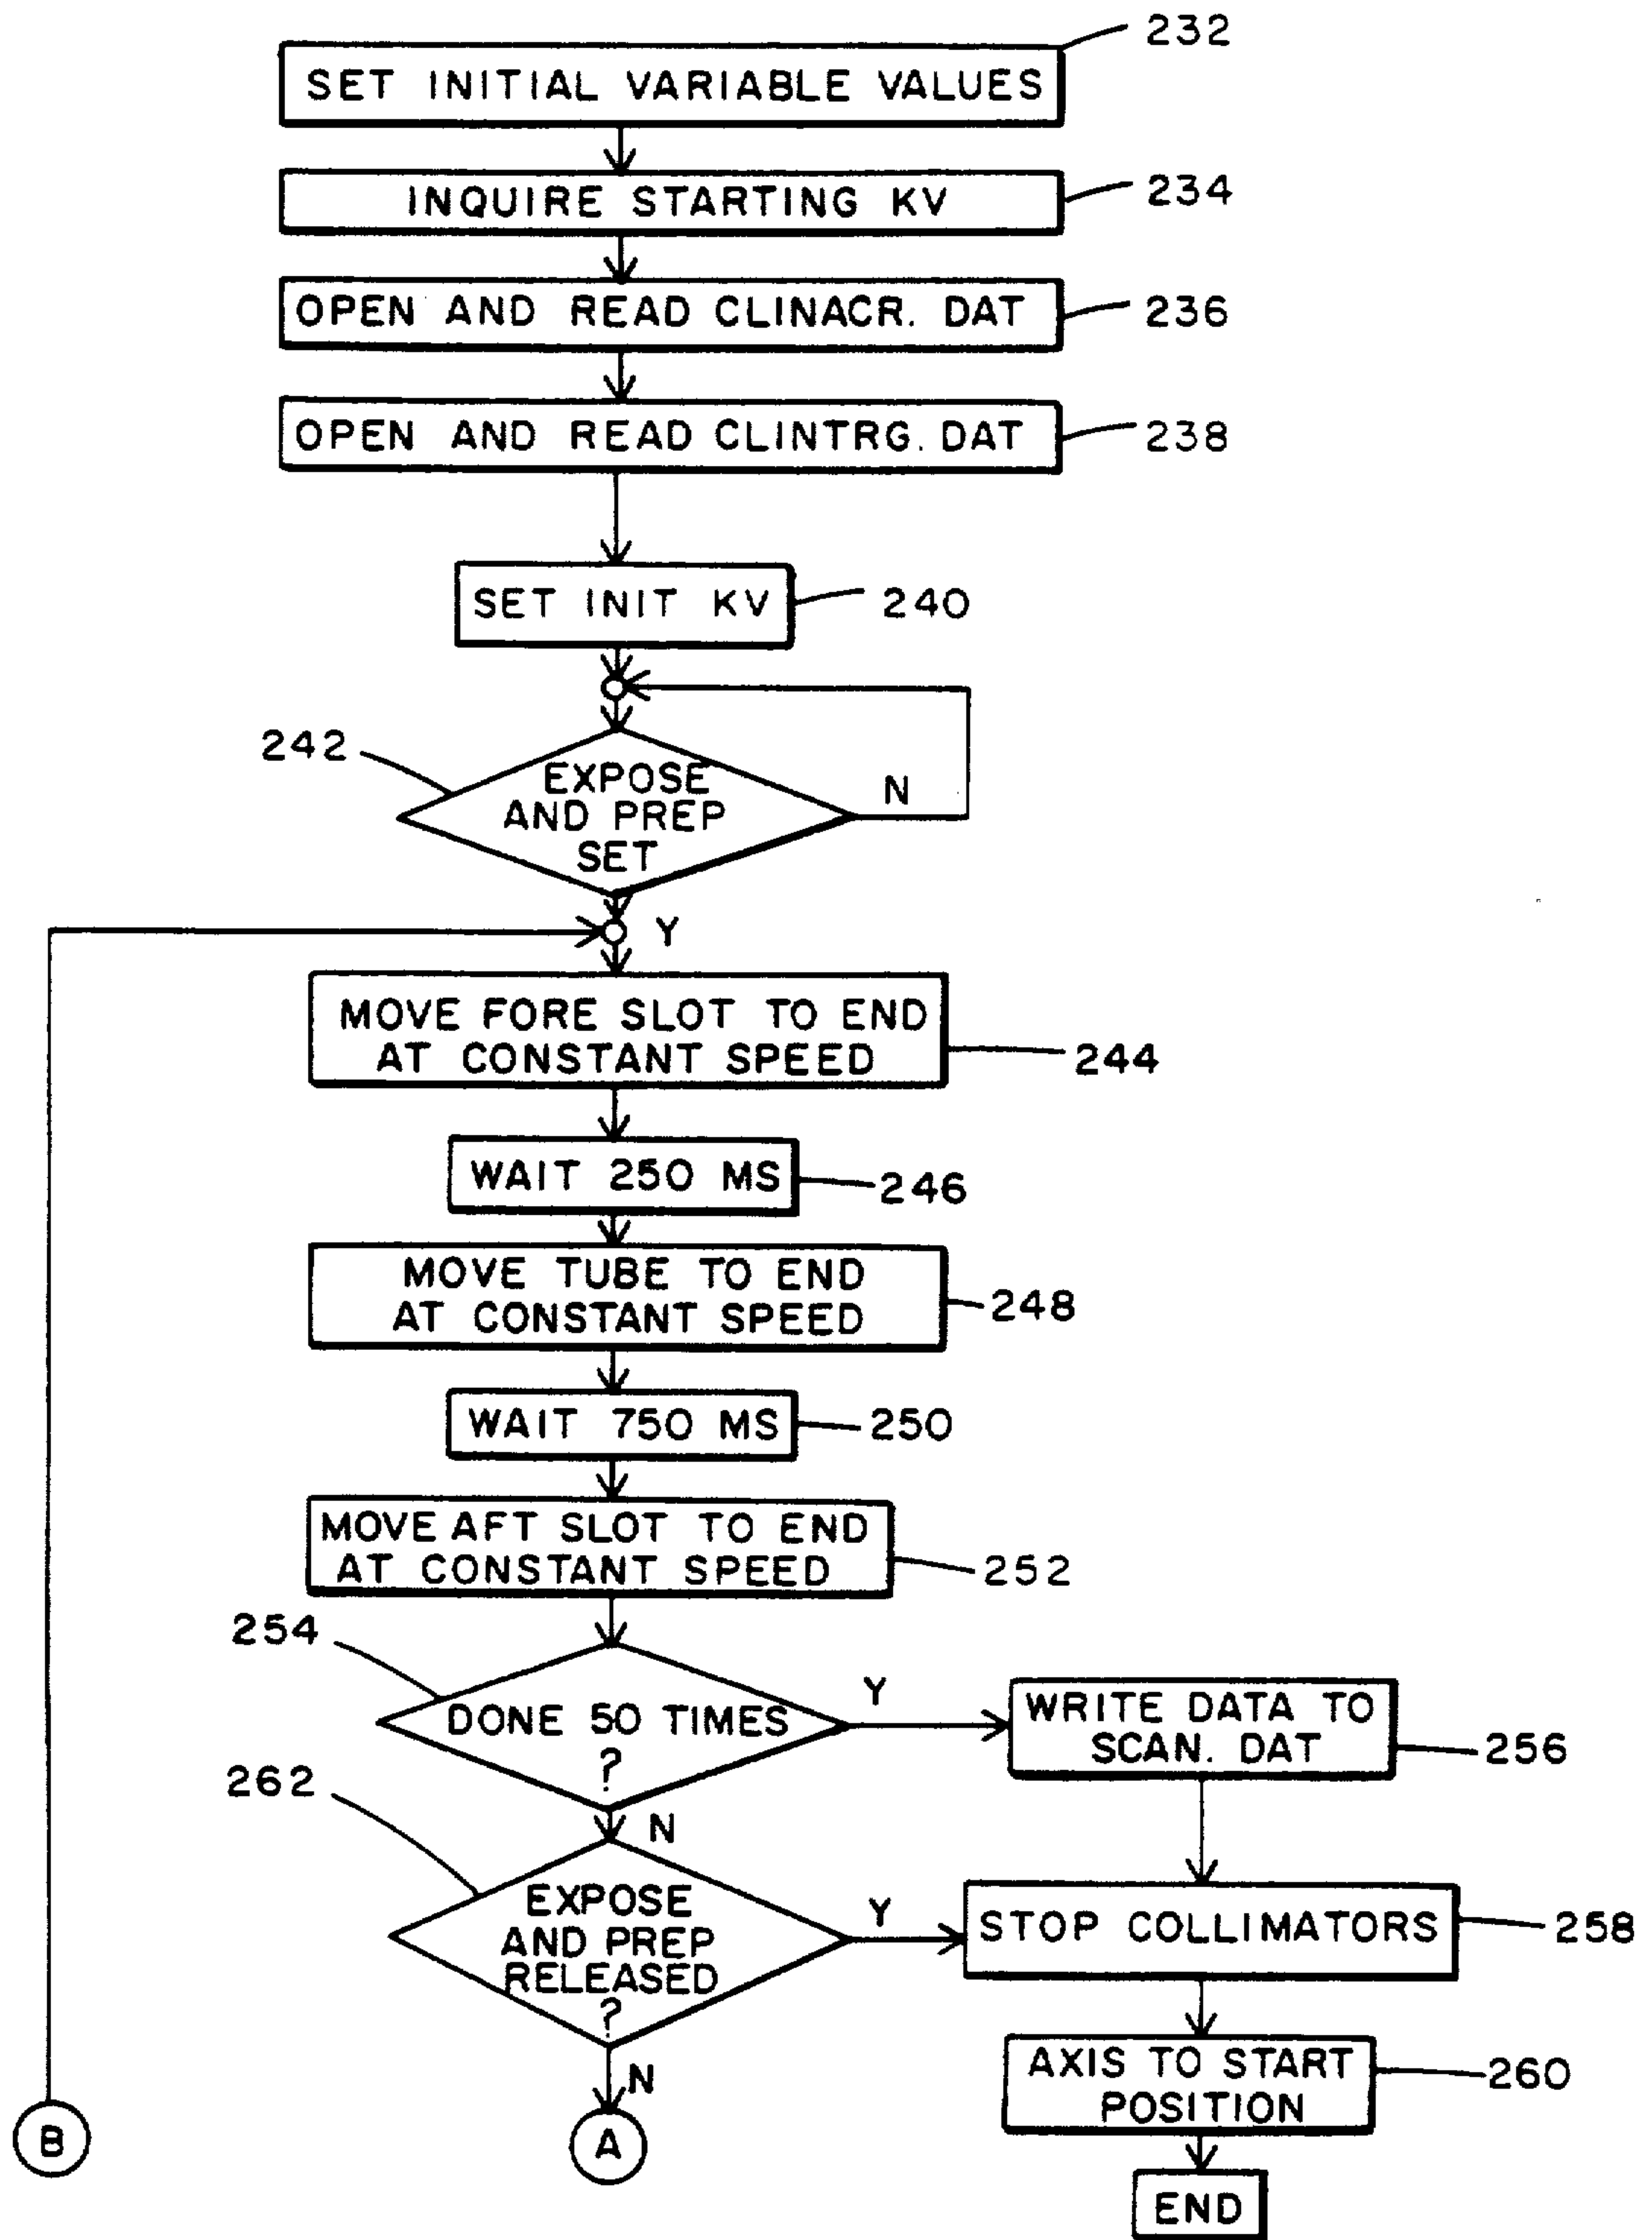 232
SET INITIAL VARIABLE VALUES
INQUIRE STARTING KV
234
OPEN AND READ CLINACR. DAT
236
OPEN AND READ CLINTRG. DAT
238
SET INIT KV
240
242
EXPOSE
AND PREP
SET
N
Y
MOVE FORE SLOT TO END
AT CONSTANT SPEED
244
WAIT 250 MS
246
MOVE TUBE TO END
AT CONSTANT SPEED
248
WAIT 750 MS
250
MOVE AFT SLOT TO END
AT CONSTANT SPEED
252
254
DONE 50 TIMES
?
Y
WRITE DATA TO
SCAN. DAT
256
262
N
EXPOSE
AND PREP
RELEASED
?
Y
STOP COLLIMATORS
258
N
AXIS TO START
POSITION
260
B
A
END